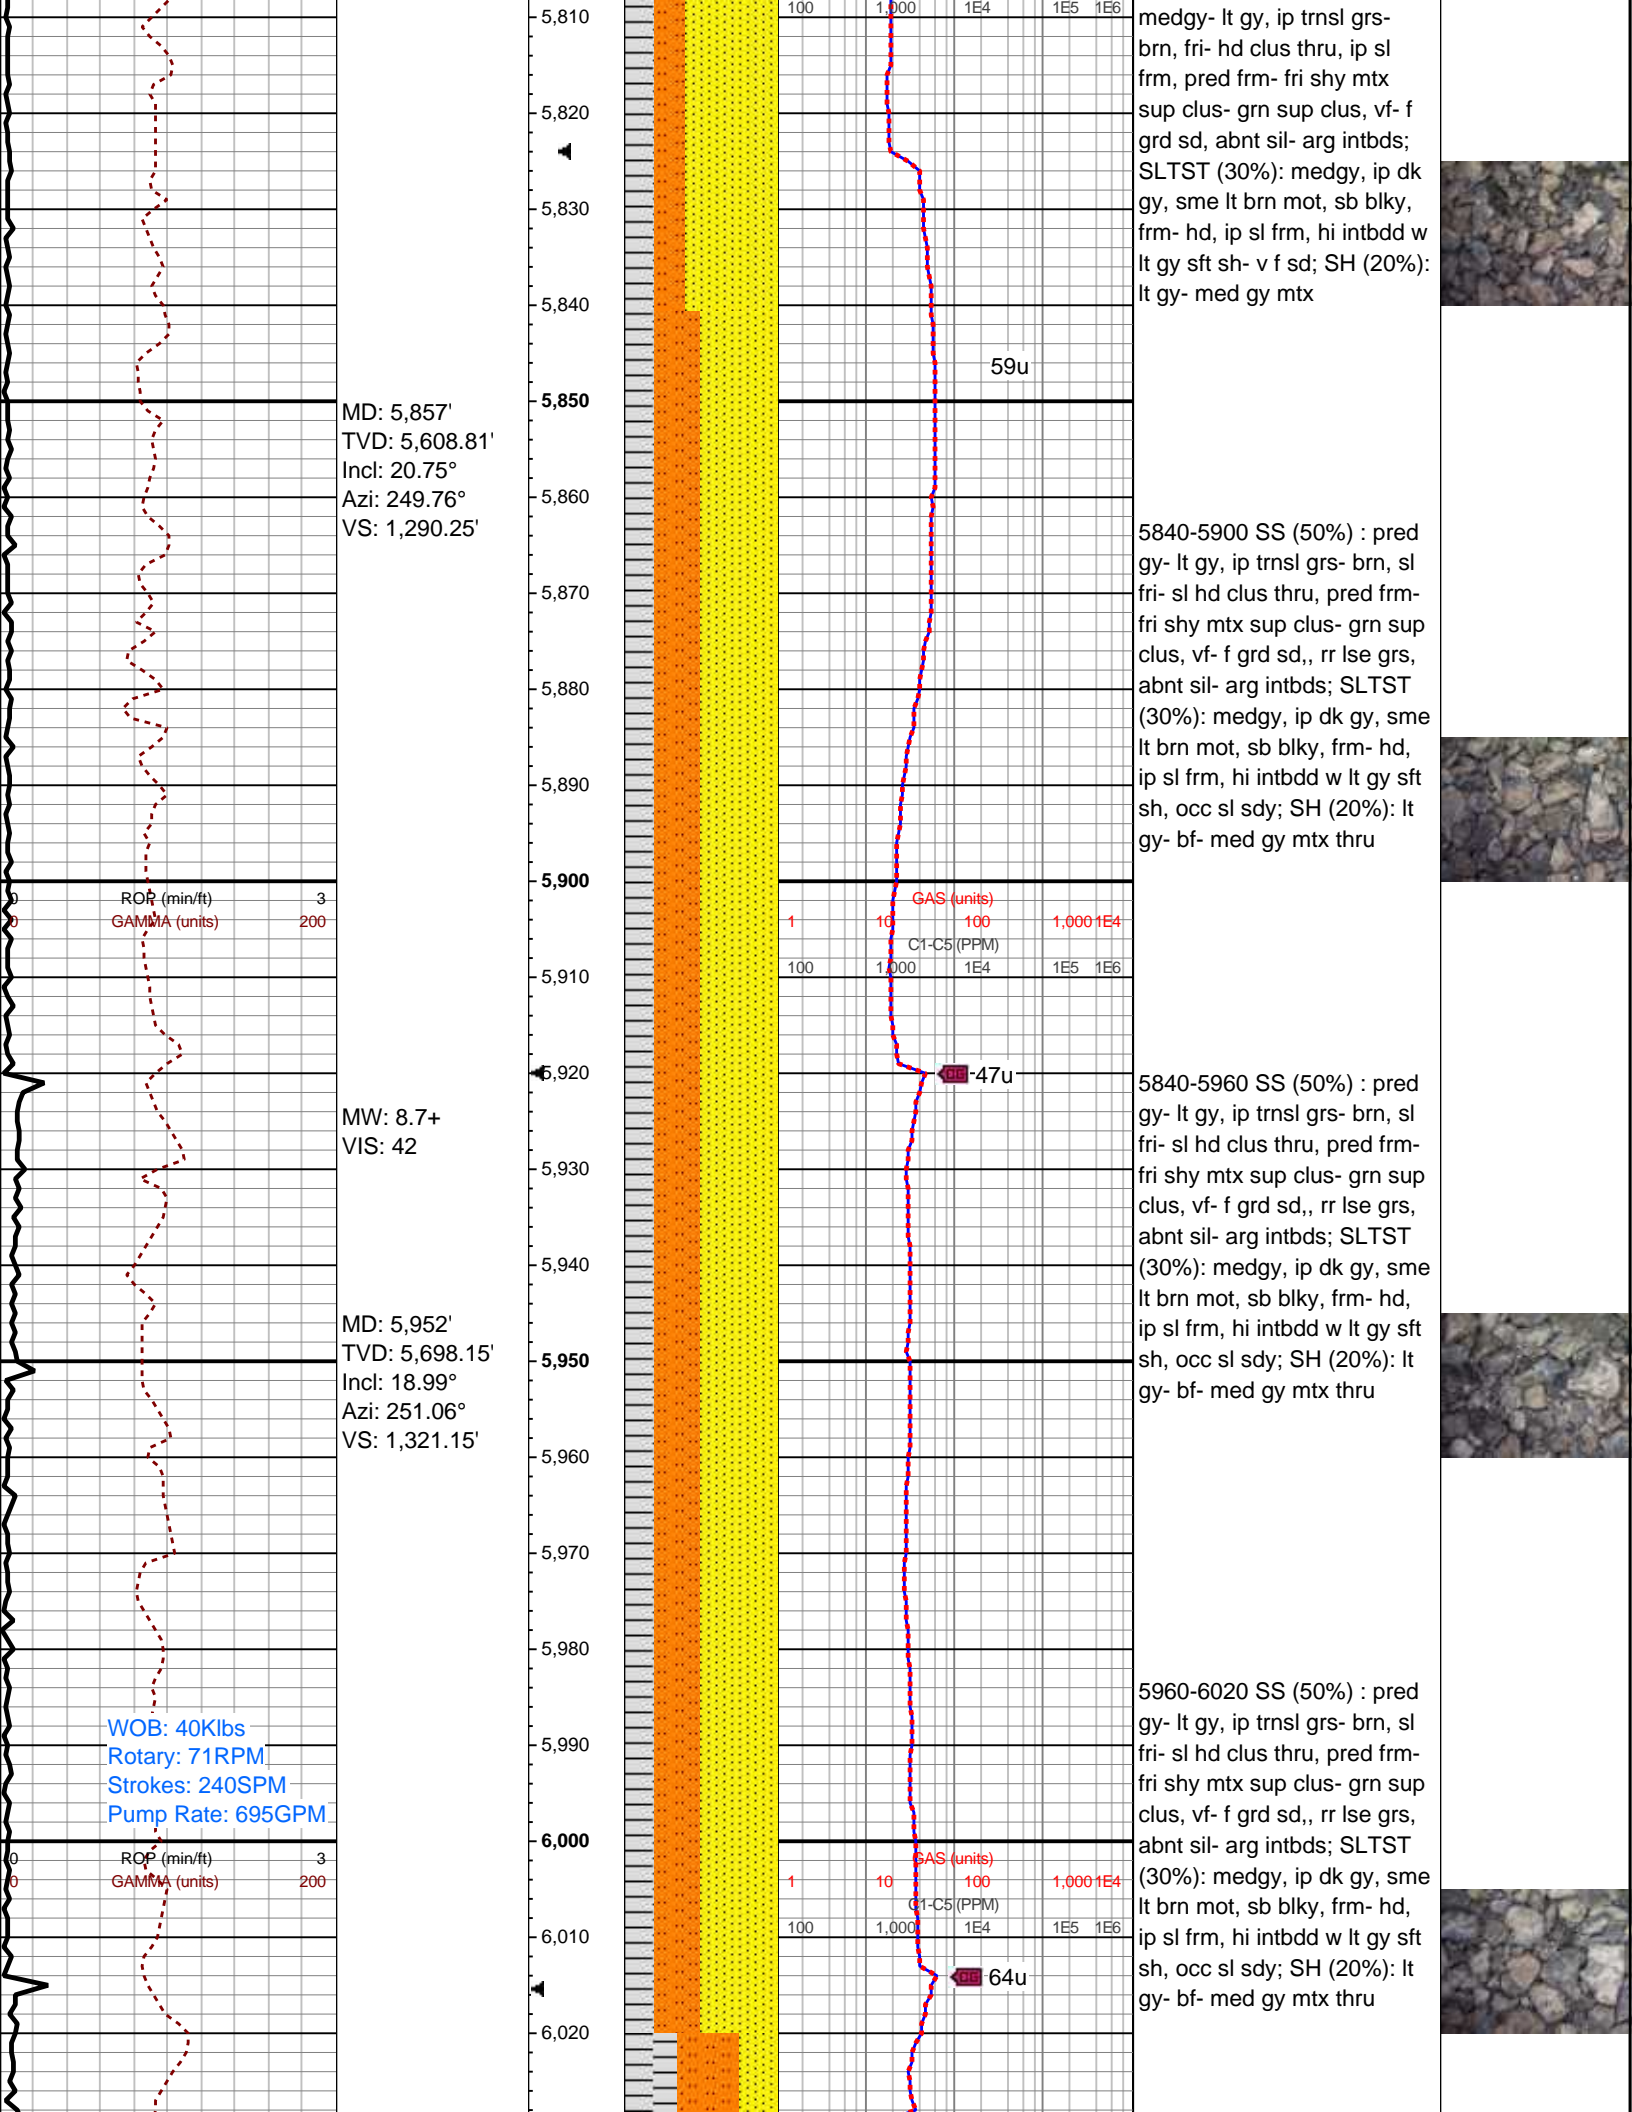 100 1,000 1E4 1E5 1E6
5,810
medgy- lt gy, ip trnsl grs-
brn, fri- hd clus thru, ip sl
frm, pred frm- fri shy mtx
sup clus- grn sup clus, vf- f
grd sd, abnt sil- arg intbds;
SLTST (30%): medgy, ip dk
gy, sme lt brn mot, sb blky,
frm- hd, ip sl frm, hi intbdd w
lt gy sft sh- v f sd; SH (20%):
lt gy- med gy mtx
5,820
5,830
5,840
59u
5,850
MD: 5,857'
TVD: 5,608.81'
Incl: 20.75°
Azi: 249.76°
VS: 1,290.25'
5,860
5,870
5,880
5,890
5840-5900 SS (50%) : pred
gy- lt gy, ip trnsl grs- brn, sl
fri- sl hd clus thru, pred frm-
fri shy mtx sup clus- grn sup
clus, vf- f grd sd,, rr lse grs,
abnt sil- arg intbds; SLTST
(30%): medgy, ip dk gy, sme
lt brn mot, sb blky, frm- hd,
ip sl frm, hi intbdd w lt gy sft
sh, occ sl sdy; SH (20%): lt
gy- bf- med gy mtx thru
5,900
0 ROP (min/ft) 3
0 GAMMA (units) 200
GAS (units)
1 10 100 1,000 1E4
C1-C5 (PPM)
100 1,000 1E4 1E5 1E6
5,910
5,920
CG 47u
MW: 8.7+
VIS: 42
5,930
5,940
5840-5960 SS (50%) : pred
gy- lt gy, ip trnsl grs- brn, sl
fri- sl hd clus thru, pred frm-
fri shy mtx sup clus- grn sup
clus, vf- f grd sd,, rr lse grs,
abnt sil- arg intbds; SLTST
(30%): medgy, ip dk gy, sme
lt brn mot, sb blky, frm- hd,
ip sl frm, hi intbdd w lt gy sft
sh, occ sl sdy; SH (20%): lt
gy- bf- med gy mtx thru
MD: 5,952'
TVD: 5,698.15'
Incl: 18.99°
Azi: 251.06°
VS: 1,321.15'
5,950
5,960
5,970
5,980
5,990
WOB: 40Klbs
Rotary: 71RPM
Strokes: 240SPM
Pump Rate: 695GPM
5960-6020 SS (50%) : pred
gy- lt gy, ip trnsl grs- brn, sl
fri- sl hd clus thru, pred frm-
fri shy mtx sup clus- grn sup
clus, vf- f grd sd,, rr lse grs,
abnt sil- arg intbds; SLTST
(30%): medgy, ip dk gy, sme
lt brn mot, sb blky, frm- hd,
ip sl frm, hi intbdd w lt gy sft
sh, occ sl sdy; SH (20%): lt
gy- bf- med gy mtx thru
6,000
0 ROP (min/ft) 3
0 GAMMA (units) 200
GAS (units)
1 10 100 1,000 1E4
C1-C5 (PPM)
100 1,000 1E4 1E5 1E6
6,010
CG 64u
6,020